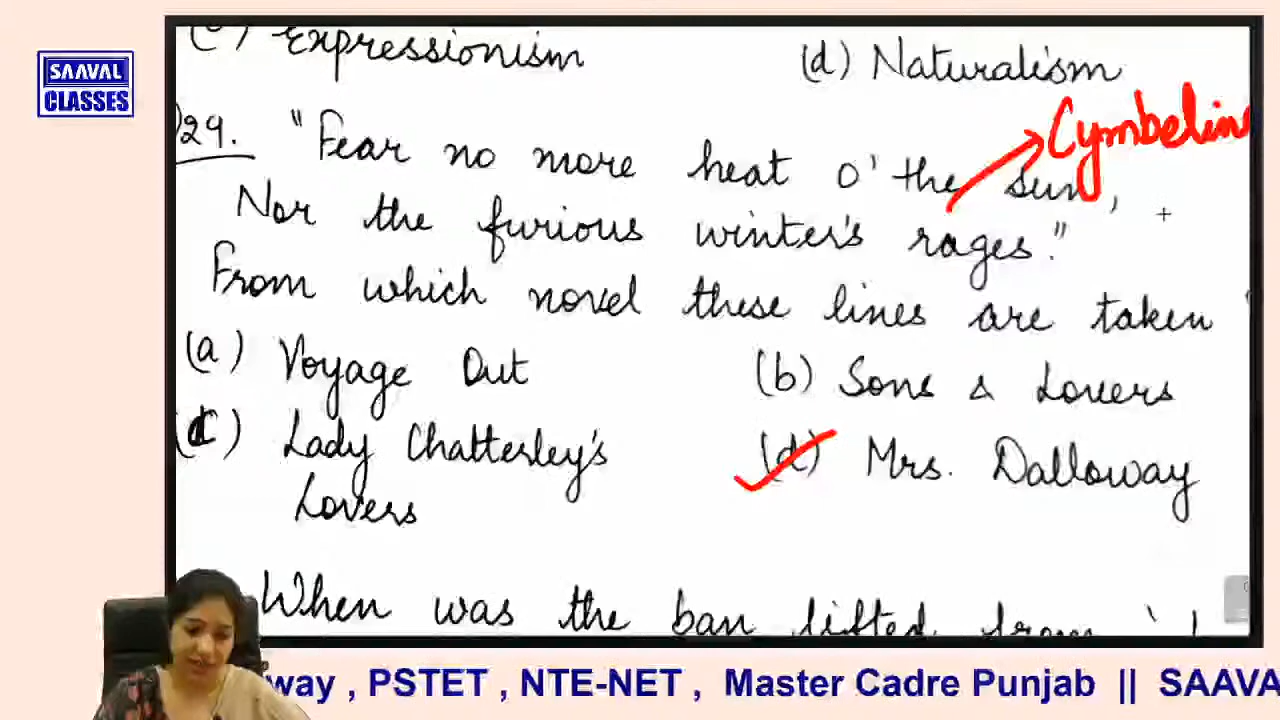 SAAVAL
CLASSES
(c) Expressionism
(d) Naturalism
Cymbelin
29. "Fear no more heat o' the sun,
Nor the furious winter's rages."
From which novel these lines are taken
(a) Voyage Out
(b) Sons & Lovers
(c) Lady Chatterley's
Lovers
(d) Mrs. Dalloway
When was the ban lifted from
way , PSTET , NTE-NET , Master Cadre Punjab || SAAVA